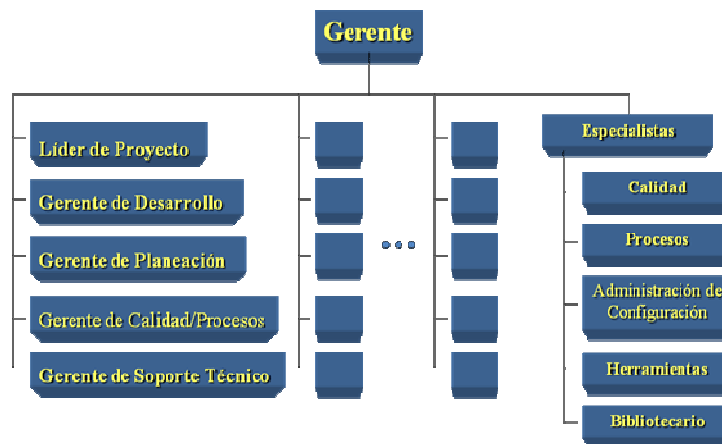 Gerente
Líder de Proyecto
Gerente de Desarrollo
Gerente de Planeación
Gerente de Calidad/Procesos
Gerente de Soporte Técnico
Especialistas
Calidad
Procesos
Administración de
Configuración
Herramientas
Bibliotecario